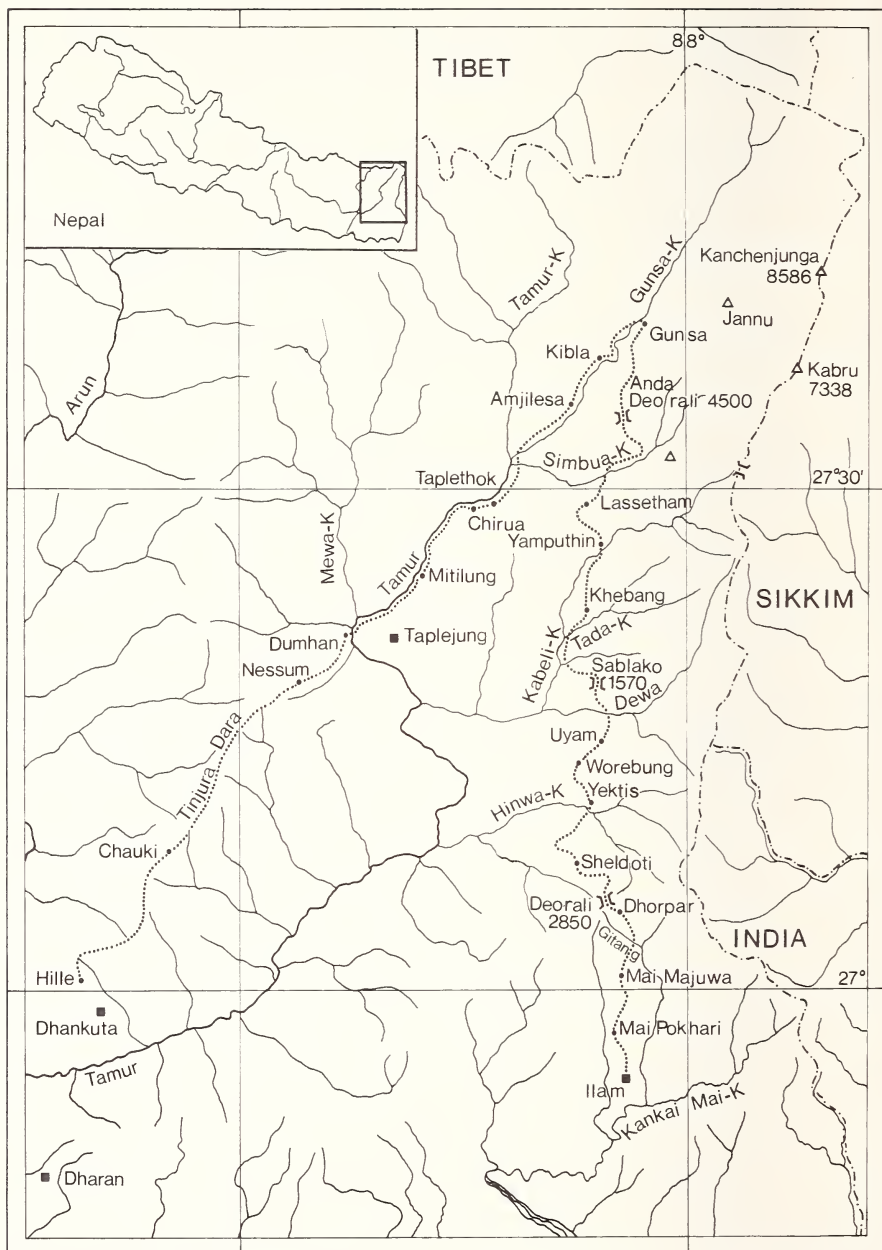 88°
TIBET
Nepal
Tamur-K
Gunsa-K
Kanchenjunga
8586
Jannu
Gunsa
Kibla
Arun
Anda
Deorali 4500
Kabru
7338
Amjilesa
Simbua-K
Taplethok
27°30'
Lassetham
Chirua
Yamputhin
Mewa-K
Tamur
Mitilung
Khebang
SIKKIM
Dumhan
Taplejung
Tada-K
Kabeli-K
Nessum
Sablako
1570
Dewa
Tinjura Dara
Uyam
Worebung
Hinwa-K
Yektis
Chauki
Sheldoti
Deorali
2850
Dhorpar
Gitang
INDIA
Hille
Mai Majuwa
27°
Dhankuta
Mai Pokhari
Tamur
Ilam
Kankai Mai-K
Dharan